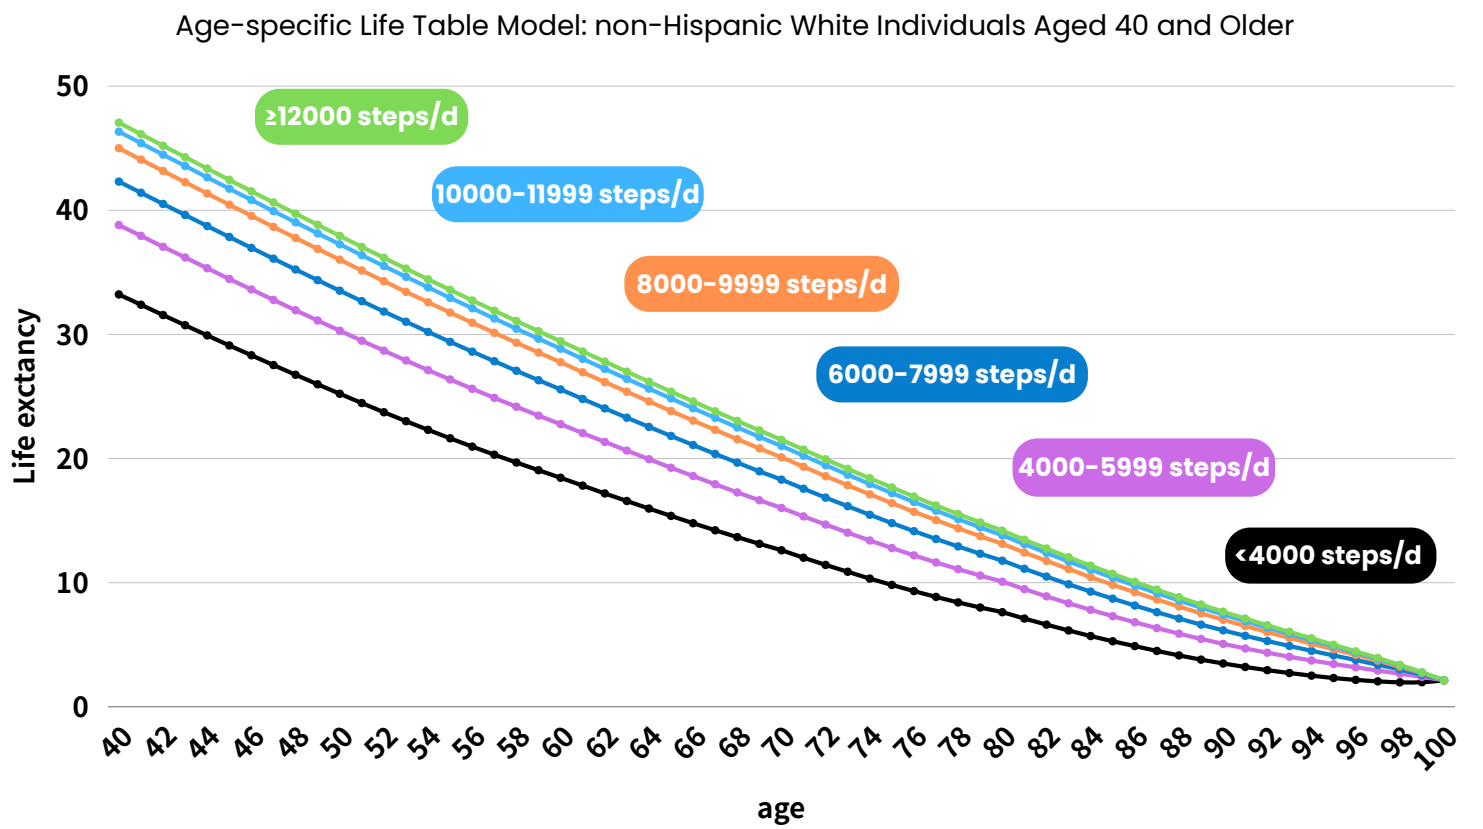 Age-specific Life Table Model: non-Hispanic White Individuals Aged 40 and Older
50
40
30
20
10
0
Life exctancy
≥12000 steps/d
10000-11999 steps/d
8000-9999 steps/d
6000-7999 steps/d
4000-5999 steps/d
<4000 steps/d
40 42 44 46 48 50 52 54 56 58 60 62 64 66 68 70 72 74 76 78 80 82 84 86 88 90 92 94 96 98 100
age